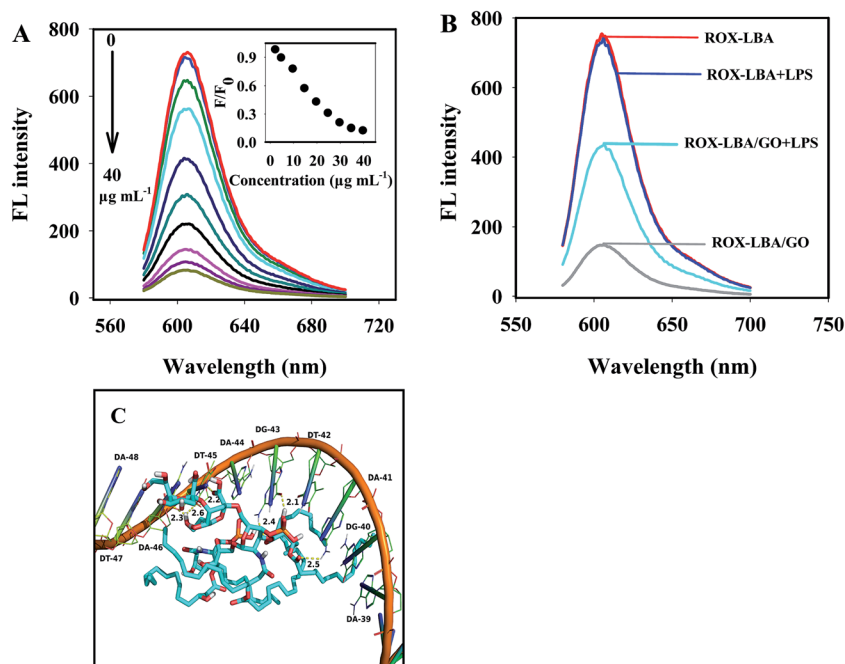 A
800
600
400
200
0
FL intensity
0
40
µg mL-1
F/F0
0.9
0.6
0.3
0.0
0 10 20 30 40
Concentration (µg mL-1)
560 600 640 680 720
Wavelength (nm)
B
800
600
400
200
0
FL intensity
ROX-LBA
ROX-LBA+LPS
ROX-LBA/GO+LPS
ROX-LBA/GO
550 600 650 700 750
Wavelength (nm)
C
DG-43
DT-42
DA-44
DT-45
DA-48
DA-41
2.2
2.1
2.3
2.6
2.4
DG-40
DA-46
DT-47
2.5
DA-39